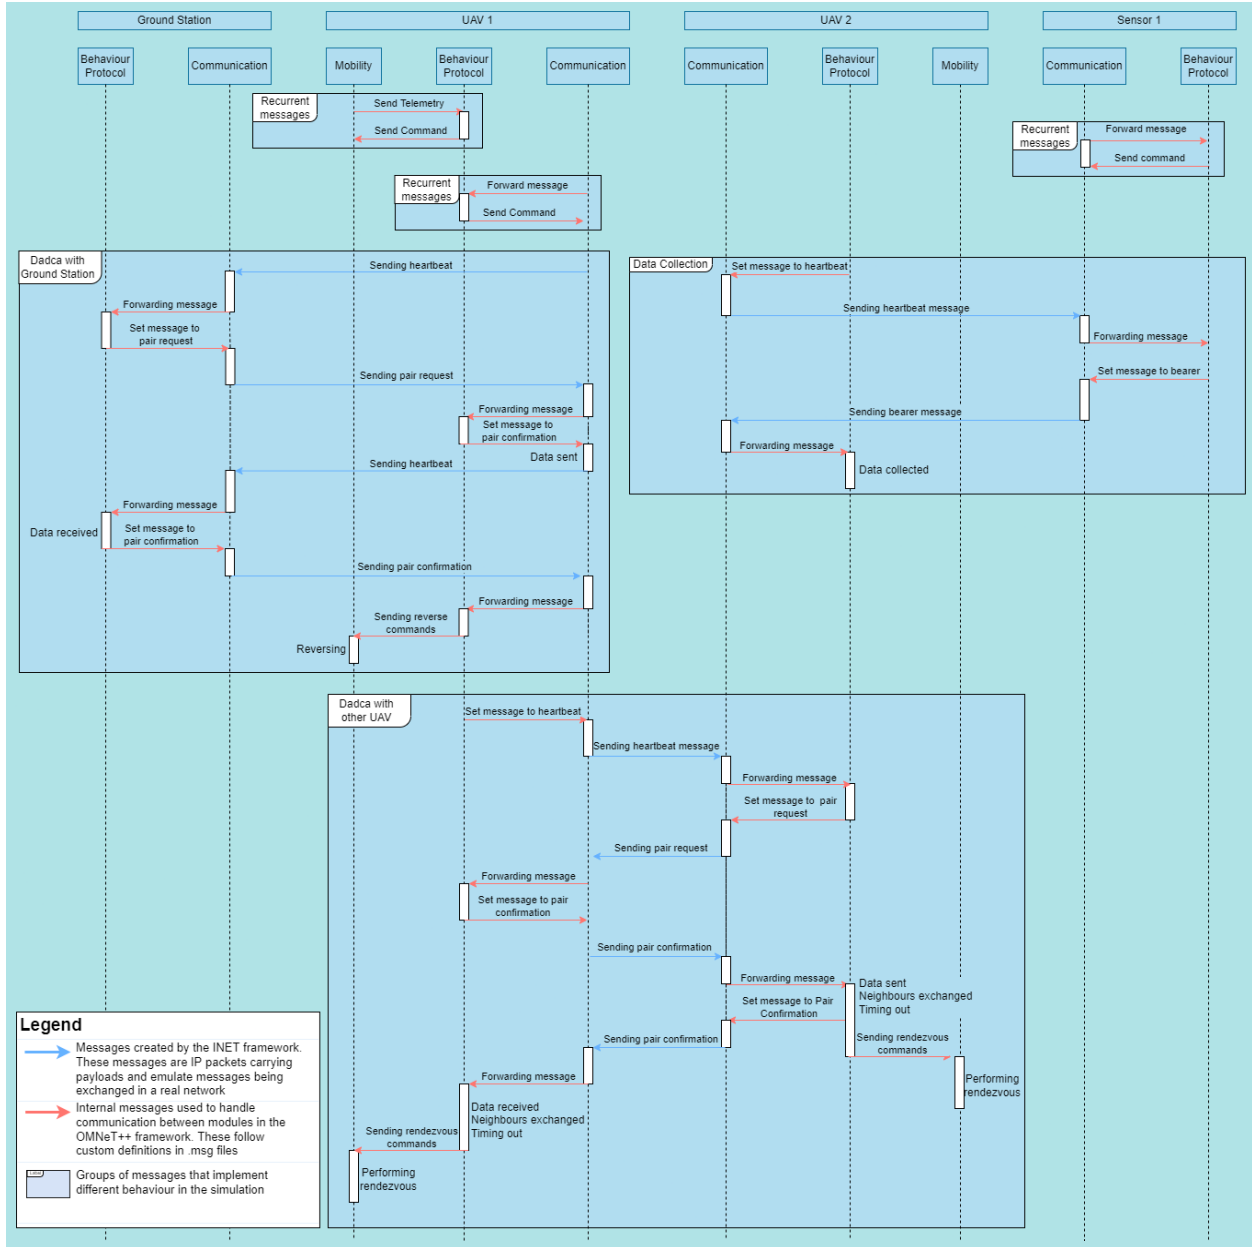 Ground Station
UAV 1
UAV 2
Sensor 1
Behaviour
Protocol
Communication
Mobility
Behaviour
Protocol
Communication
Communication
Behaviour
Protocol
Mobility
Communication
Behaviour
Protocol
Recurrent
messages
Send Telemetry
Send Command
Recurrent
messages
Forward message
Send command
Recurrent
messages
Forward message
Send Command
Dadca with
Ground Station
Sending heartbeat
Forwarding message
Set message to
pair request
Sending pair request
Forwarding message
Set message to
pair confirmation
Data sent
Sending heartbeat
Forwarding message
Data received
Set message to
pair confirmation
Sending pair confirmation
Forwarding message
Sending reverse
commands
Reversing
Data Collection
Set message to heartbeat
Sending heartbeat message
Forwarding message
Set message to bearer
Sending bearer message
Forwarding message
Data collected
Dadca with
other UAV
Set message to heartbeat
Sending heartbeat message
Forwarding message
Set message to pair
request
Sending pair request
Forwarding message
Set message to pair
confirmation
Sending pair confirmation
Forwarding message
Data sent
Neighbours exchanged
Timing out
Set message to Pair
Confirmation
Sending pair confirmation
Sending rendezvous
commands
Performing
rendezvous
Forwarding message
Data received
Neighbours exchanged
Timing out
Sending rendezvous
commands
Performing
rendezvous
Legend
Messages created by the INET framework.
These messages are IP packets carrying
payloads and emulate messages being
exchanged in a real network
Internal messages used to handle
communication between modules in the
OMNeT++ framework. These follow
custom definitions in .msg files
Label
Groups of messages that implement
different behaviour in the simulation